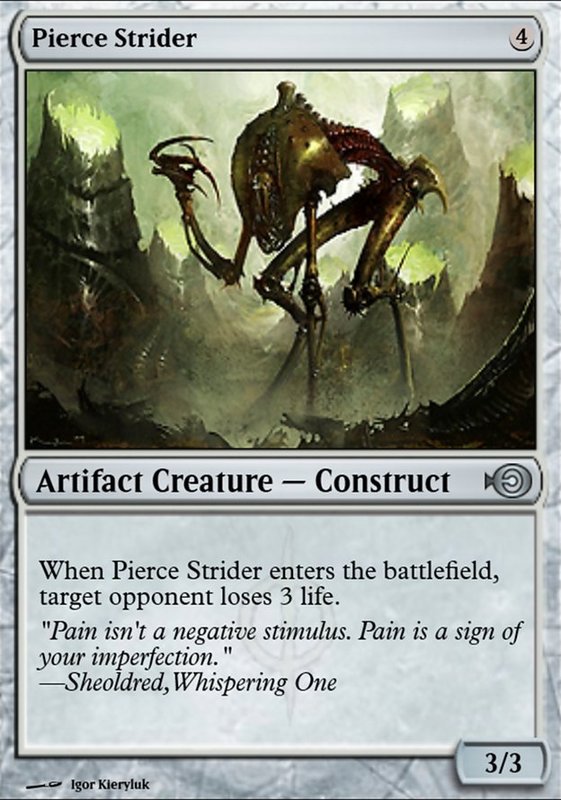 Pierce Strider
4
Artifact Creature — Construct
When Pierce Strider enters the battlefield,
target opponent loses 3 life.
"Pain isn't a negative stimulus. Pain is a sign of
your imperfection."
—Sheoldred, Whispering One
3/3
Igor Kieryluk